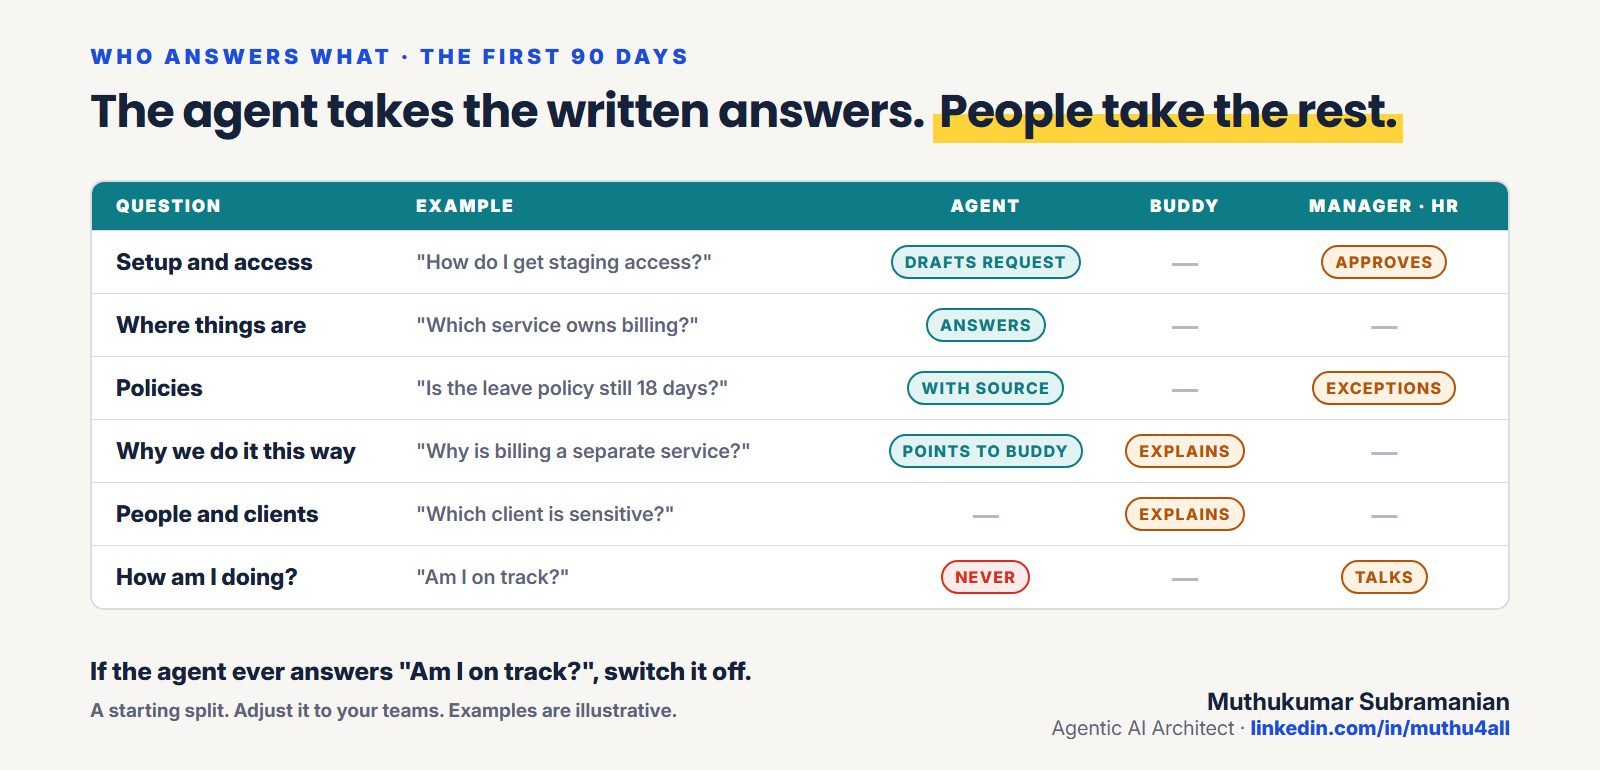 WHO ANSWERS WHAT · THE FIRST 90 DAYS
The agent takes the written answers. People take the rest.
QUESTION EXAMPLE AGENT BUDDY MANAGER · HR
Setup and access "How do I get staging access?" DRAFTS REQUEST — APPROVES
Where things are "Which service owns billing?" ANSWERS — —
Policies "Is the leave policy still 18 days?" WITH SOURCE — EXCEPTIONS
Why we do it this way "Why is billing a separate service?" POINTS TO BUDDY EXPLAINS —
People and clients "Which client is sensitive?" — EXPLAINS —
How am I doing? "Am I on track?" NEVER — TALKS
If the agent ever answers "Am I on track?", switch it off.
A starting split. Adjust it to your teams. Examples are illustrative.
Muthukumar Subramanian
Agentic AI Architect · linkedin.com/in/muthu4all